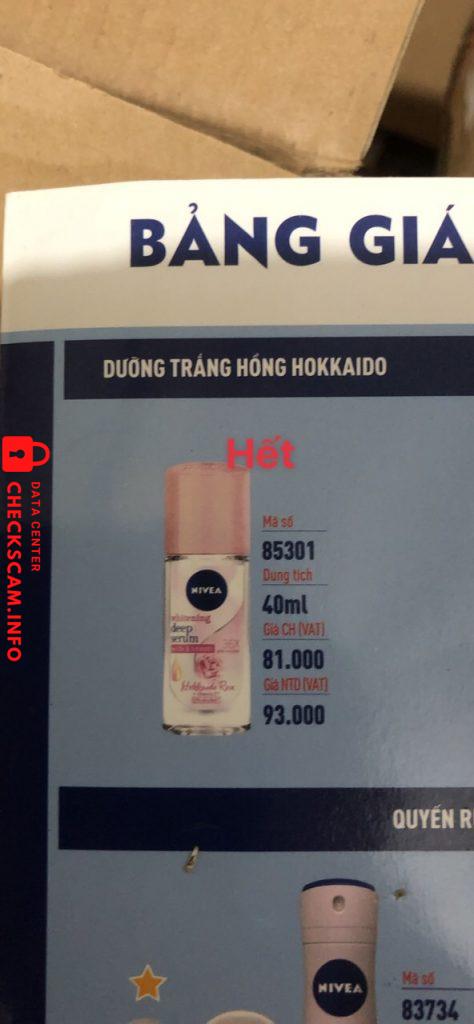 BẢNG GIÁ
DƯỠNG TRẮNG HỒNG HOKKAIDO
Hết
Mã số
85301
Dung tích
40ml
Giá CH (VAT)
81.000
Giá NTD (VAT)
93.000
NIVEA
whitening
deep
serum
Hokkaido Rose
DATA CENTER
CHECKSCAM.INFO
QUYẾN R
NIVEA
Mã số
83734